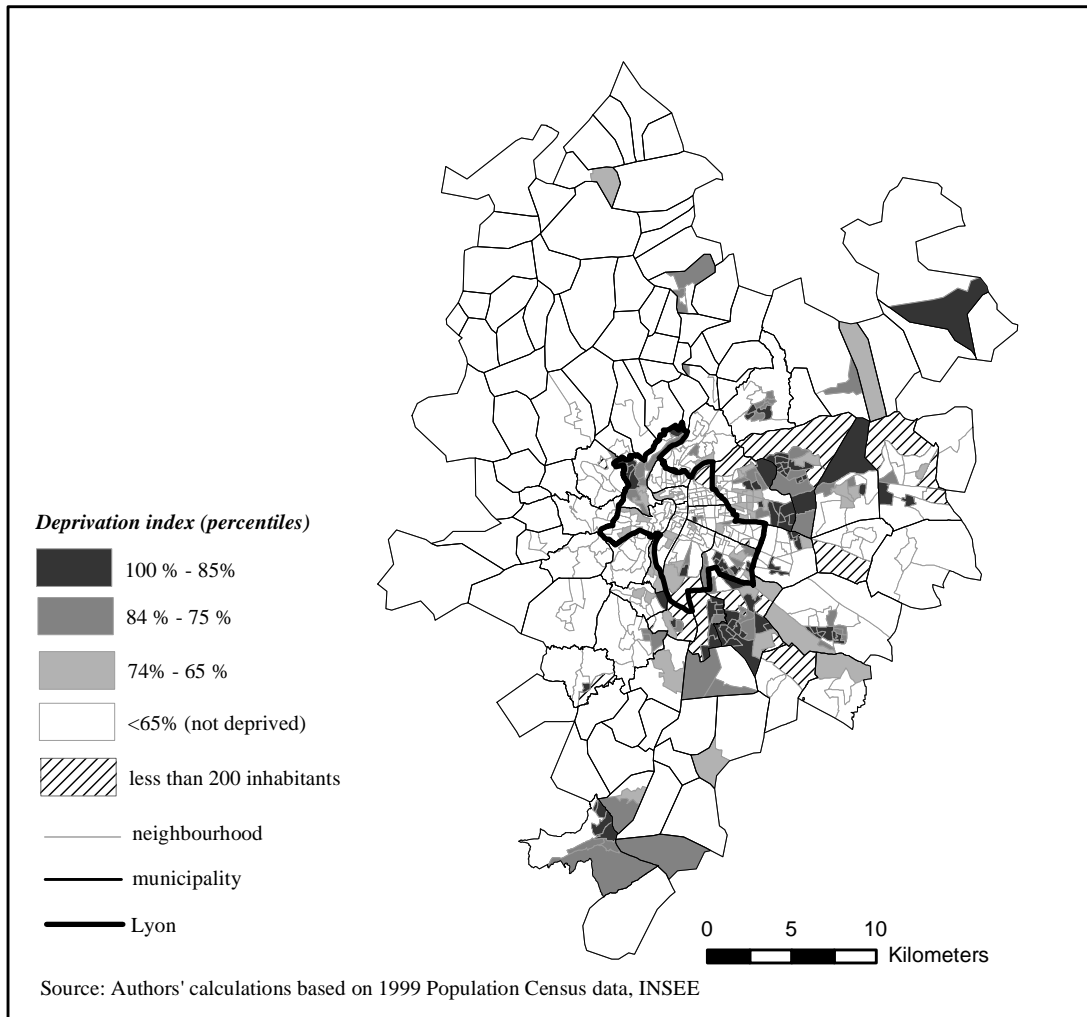 Deprivation index (percentiles)
100 % - 85%
84 % - 75 %
74% - 65 %
<65% (not deprived)
less than 200 inhabitants
neighbourhood
municipality
Lyon
0 5 10
Kilometers
Source: Authors' calculations based on 1999 Population Census data, INSEE